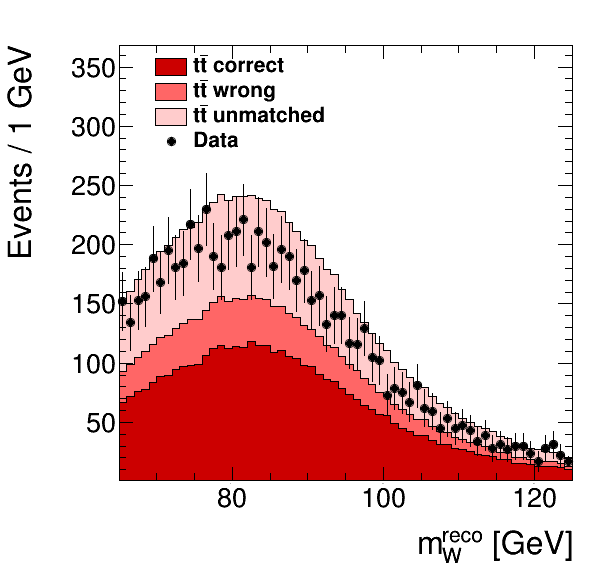 Events / 1 GeV
350
300
250
200
150
100
50
tt̄ correct
tt̄ wrong
tt̄ unmatched
Data
80 100 120
m_W^reco [GeV]